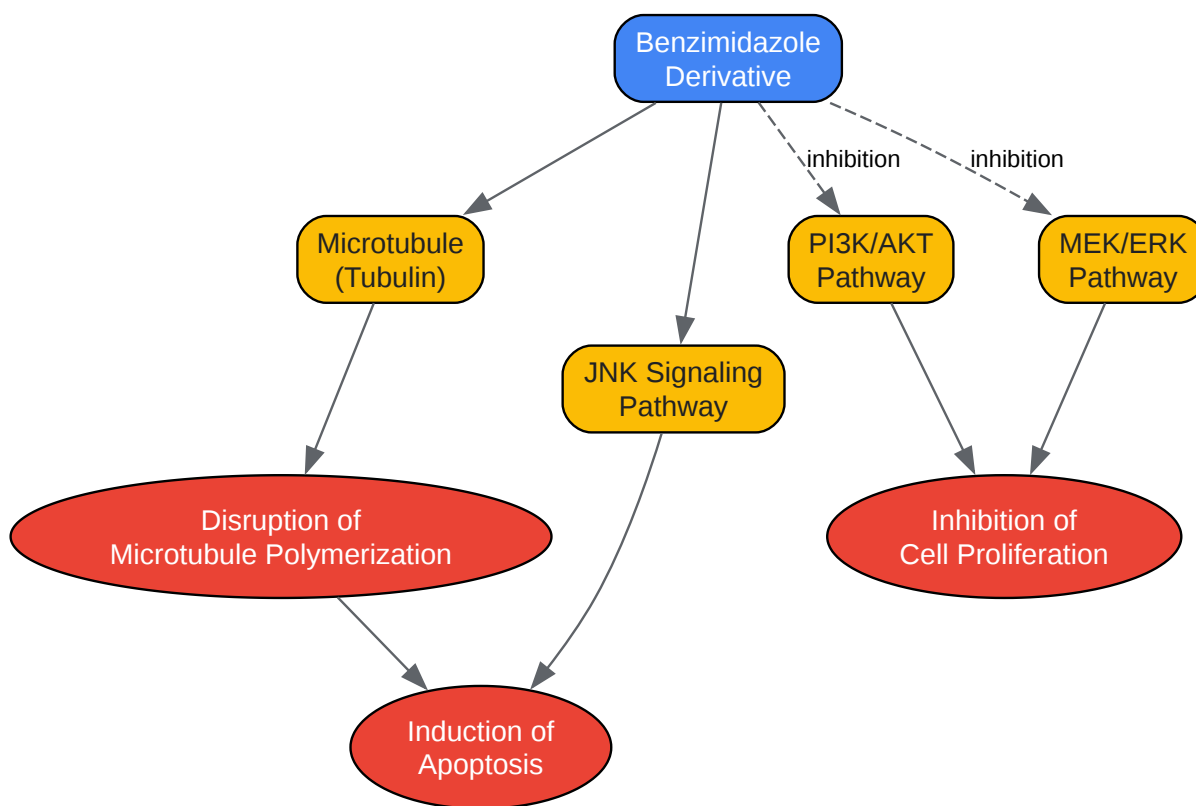 Benzimidazole
Derivative
inhibition
inhibition
Microtubule
(Tubulin)
PI3K/AKT
Pathway
MEK/ERK
Pathway
JNK Signaling
Pathway
Disruption of
Microtubule Polymerization
Inhibition of
Cell Proliferation
Induction of
Apoptosis